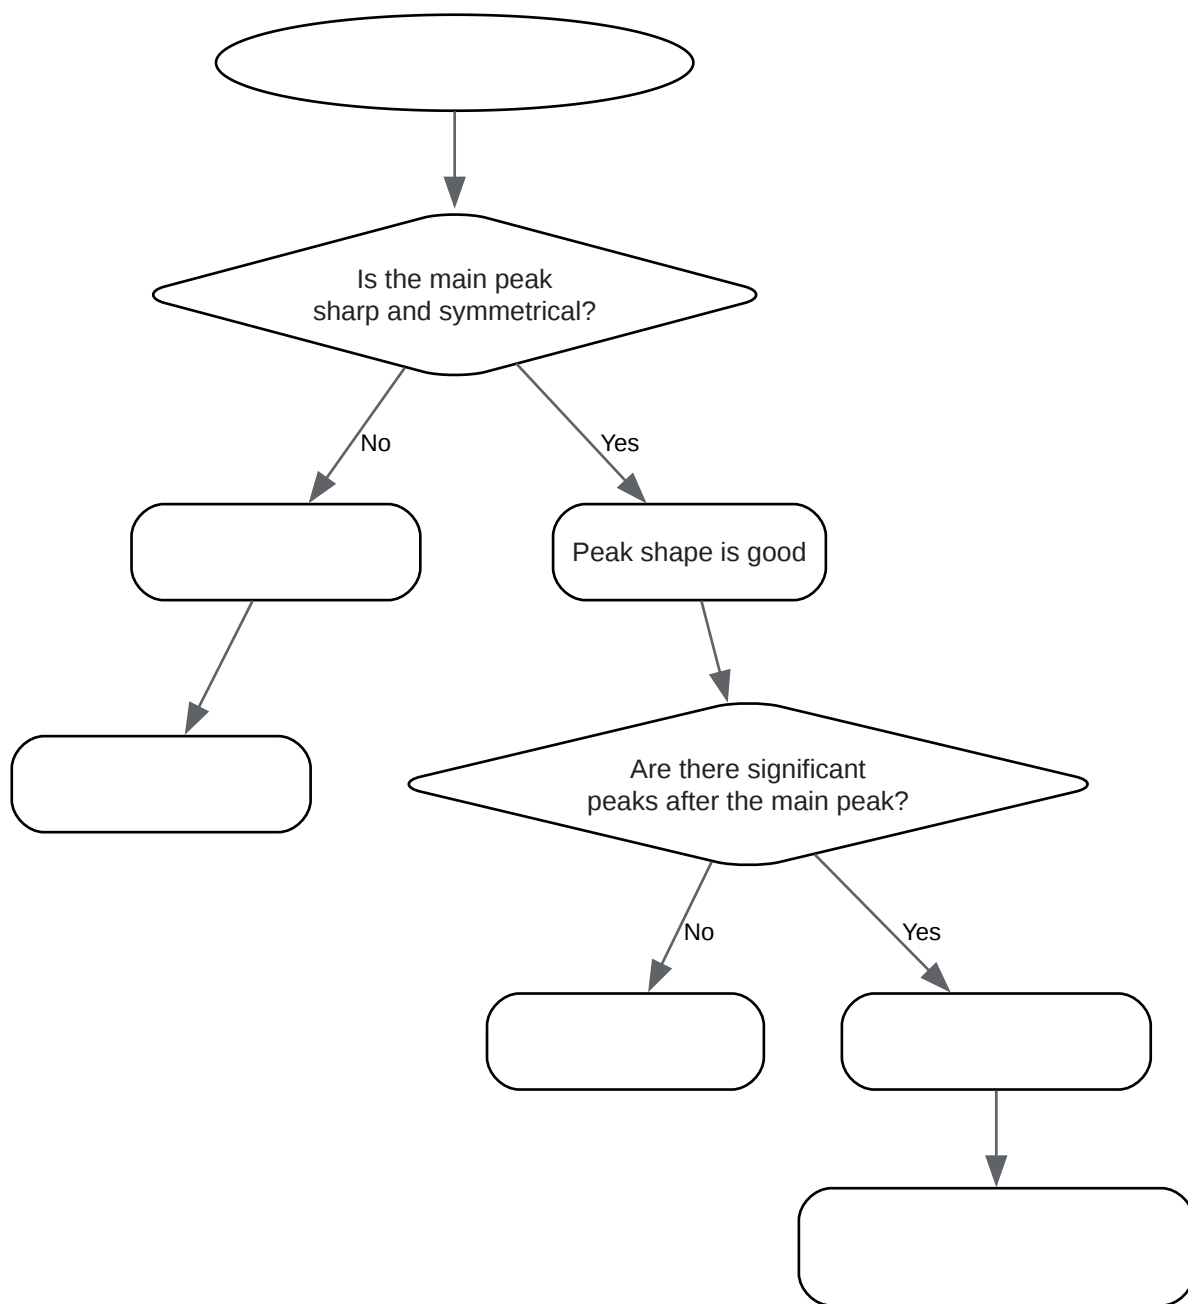 Is the main peak
sharp and symmetrical?
No
Yes
Peak shape is good
Are there significant
peaks after the main peak?
No
Yes